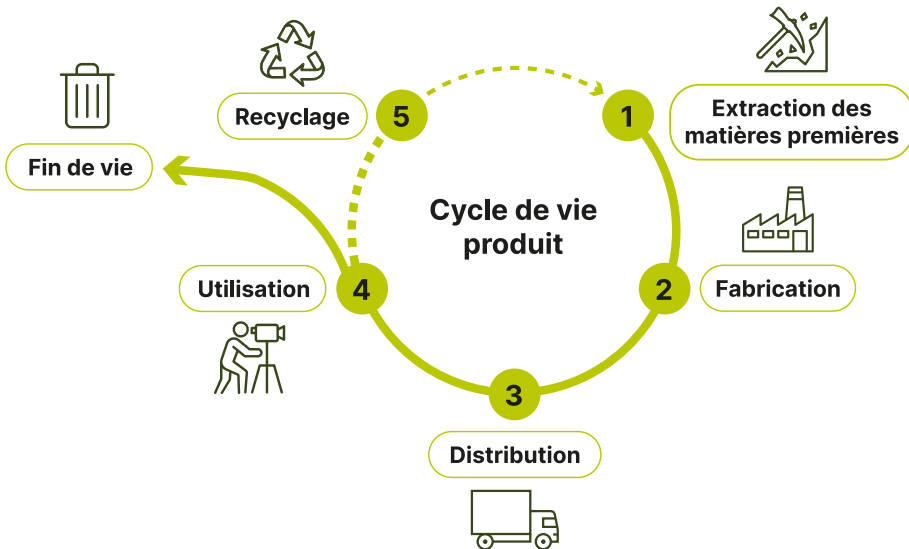 5
Recyclage
1
Extraction des
matières premières
Fin de vie
Cycle de vie
produit
Utilisation
4
2
Fabrication
3
Distribution